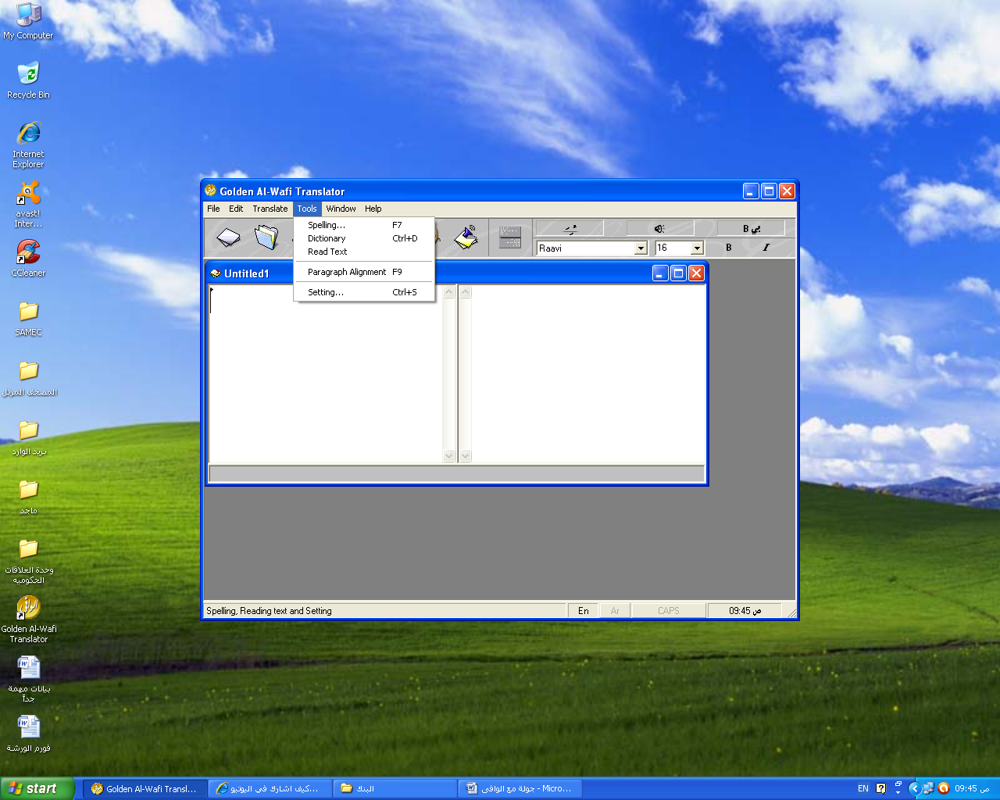 My Computer
Recycle Bin
Internet
Explorer
avast!
Inter...
CCleaner
SAMEC
المصحف المرتل
بريد الوارد
ماجد
وحدة العلاقات
الحكوميه
Golden Al-Wafi
Translator
بيانات مهمة
جداً
فورم الورشة
Golden Al-Wafi Translator
File Edit Translate Tools Window Help
Spelling... F7
Dictionary Ctrl+D
Read Text
Paragraph Alignment F9
Setting... Ctrl+S
B بي
Raavi 16 B I
Untitled1
Spelling, Reading text and Setting En Ar CAPS 09:45 ص
start
Golden Al-Wafi Transl...
كيف اشارك في اليوتيو...
البنك
جولة مع الوافي - Micro...
EN
09:45 ص